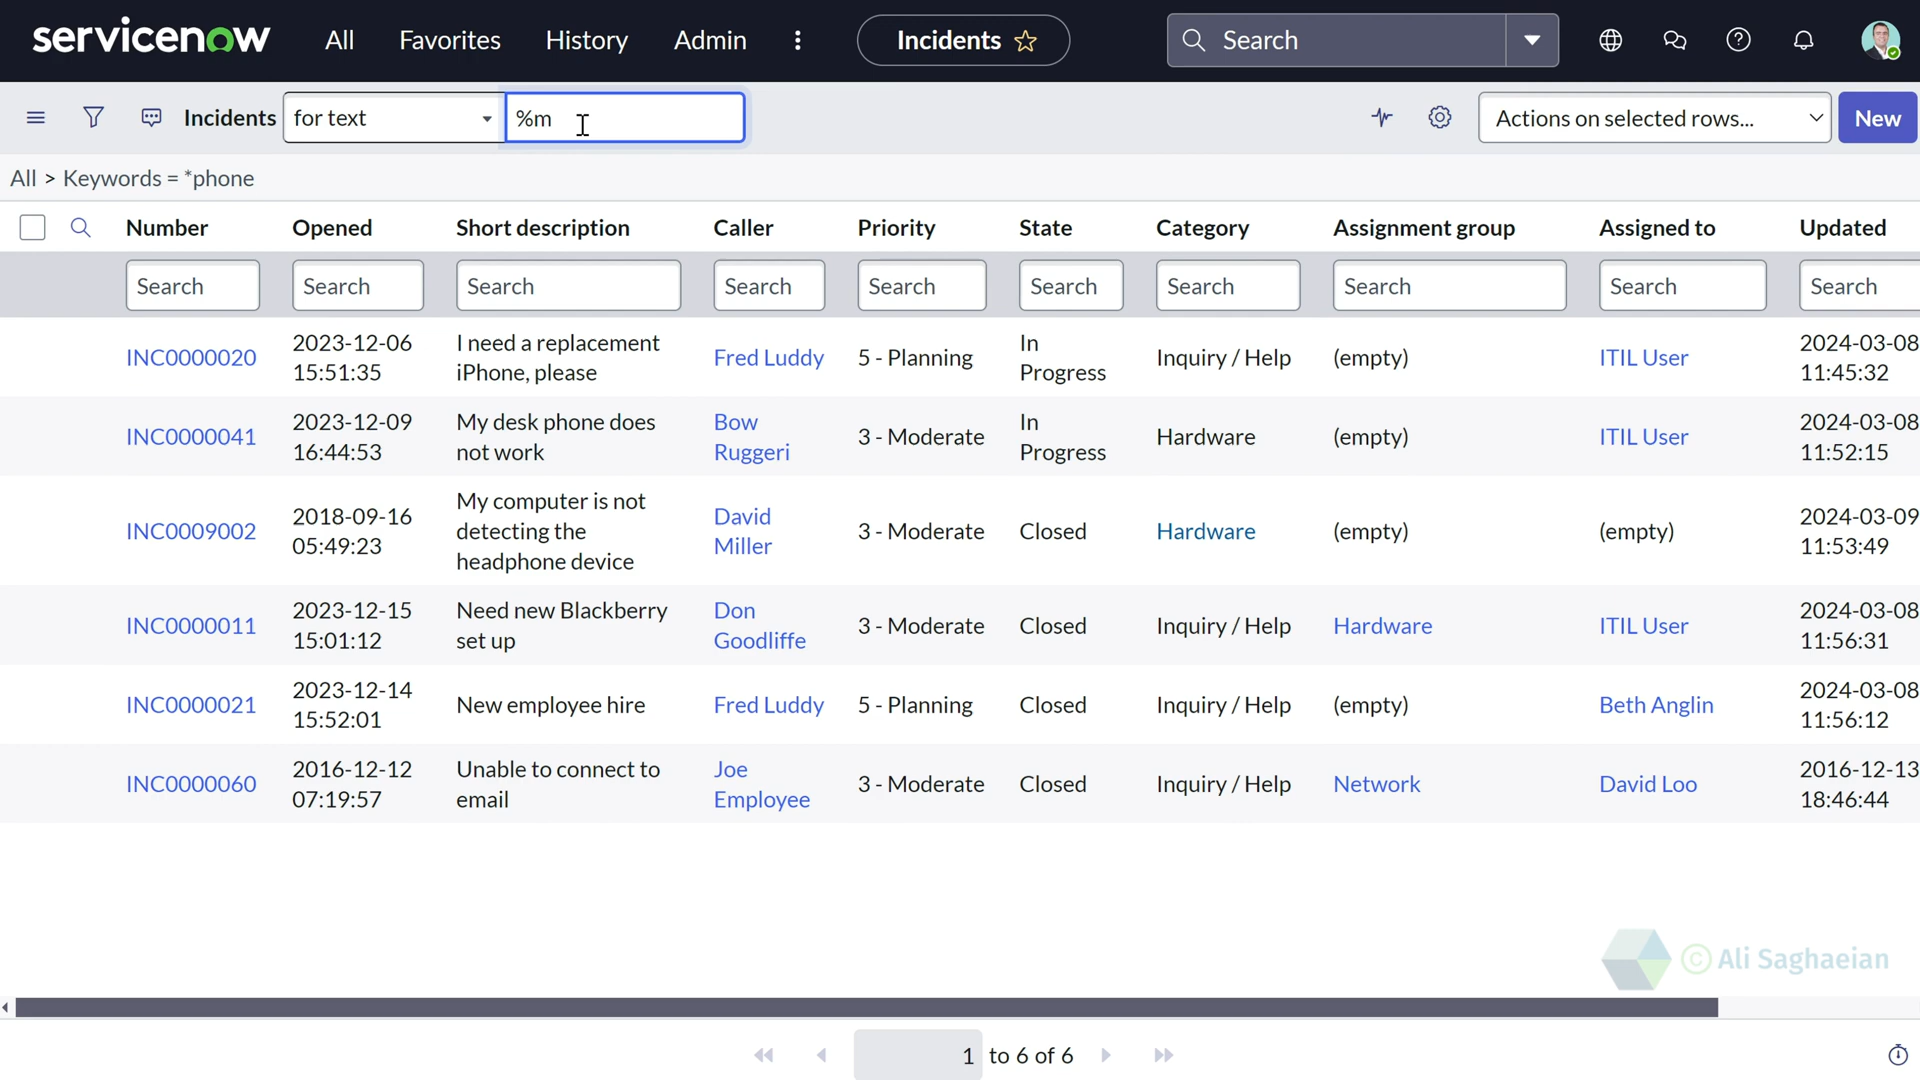 servicenow All Favorites History Admin Incidents Search
Incidents for text %m Actions on selected rows... New
All > Keywords = *phone
Number Opened Short description Caller Priority State Category Assignment group Assigned to Updated
Search Search Search Search Search Search Search Search Search Search
INC0000020 2023-12-06 15:51:35 I need a replacement iPhone, please Fred Luddy 5 - Planning In Progress Inquiry / Help (empty) ITIL User 2024-03-08 11:45:32
INC0000041 2023-12-09 16:44:53 My desk phone does not work Bow Ruggeri 3 - Moderate In Progress Hardware (empty) ITIL User 2024-03-08 11:52:15
INC0009002 2018-09-16 05:49:23 My computer is not detecting the headphone device David Miller 3 - Moderate Closed Hardware (empty) (empty) 2024-03-09 11:53:49
INC0000011 2023-12-15 15:01:12 Need new Blackberry set up Don Goodliffe 3 - Moderate Closed Inquiry / Help Hardware ITIL User 2024-03-08 11:56:31
INC0000021 2023-12-14 15:52:01 New employee hire Fred Luddy 5 - Planning Closed Inquiry / Help (empty) Beth Anglin 2024-03-08 11:56:12
INC0000060 2016-12-12 07:19:57 Unable to connect to email Joe Employee 3 - Moderate Closed Inquiry / Help Network David Loo 2016-12-13 18:46:44
© Ali Saghaeian
1 to 6 of 6